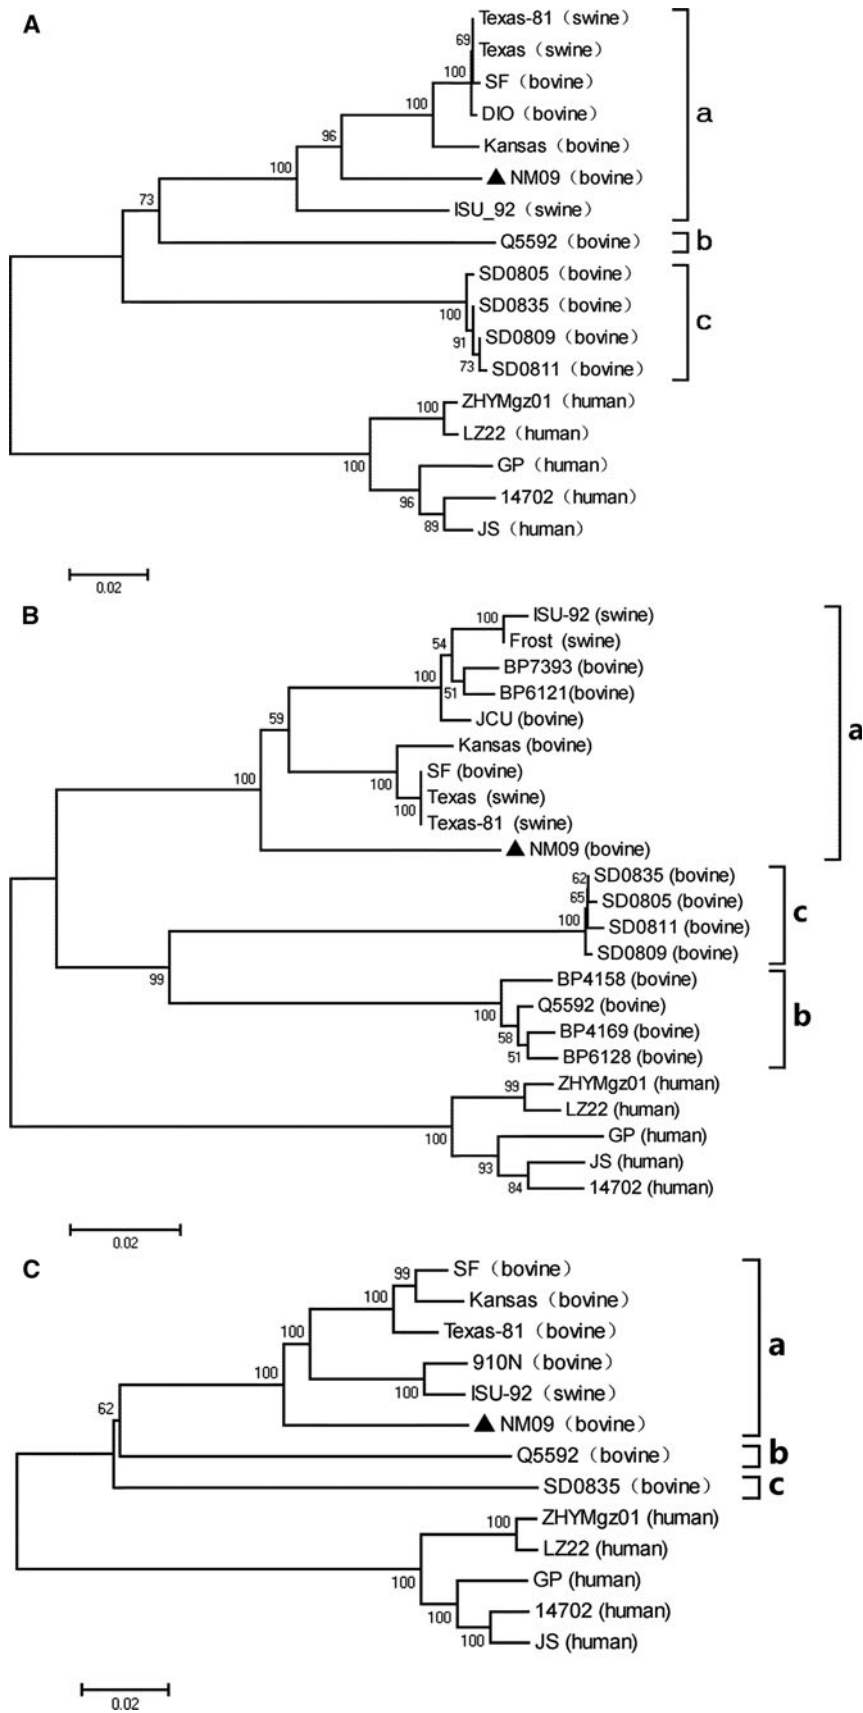 A
Texas-81（swine）
69
Texas（swine）
100
SF（bovine）
100
DIO（bovine）
a
96
Kansas（bovine）
100
NM09（bovine）
73
ISU_92（swine）
Q5592（bovine）
b
SD0805（bovine）
SD0835（bovine）
100
c
SD0809（bovine）
91
SD0811（bovine）
73
ZHYMgz01（human）
100
LZ22（human）
100
GP（human）
96
14702（human）
89
JS（human）
0.02
B
ISU-92 (swine)
100
Frost (swine)
54
BP7393 (bovine)
100
51
BP6121(bovine)
JCU (bovine)
59
a
Kansas (bovine)
SF (bovine)
100
100
Texas (swine)
100
Texas-81 (swine)
NM09 (bovine)
SD0835 (bovine)
62
SD0805 (bovine)
65
c
100
SD0811 (bovine)
SD0809 (bovine)
99
BP4158 (bovine)
Q5592 (bovine)
100
b
BP4169 (bovine)
58
BP6128 (bovine)
51
ZHYMgz01 (human)
99
LZ22 (human)
100
GP (human)
JS (human)
93
14702 (human)
84
0.02
C
SF（bovine）
99
Kansas（bovine）
100
Texas-81（bovine）
100
a
910N（bovine）
100
ISU-92（swine）
100
62
NM09（bovine）
Q5592（bovine）
b
SD0835（bovine）
c
ZHYMgz01 (human)
100
LZ22 (human)
100
GP (human)
14702 (human)
100
JS (human)
100
0.02